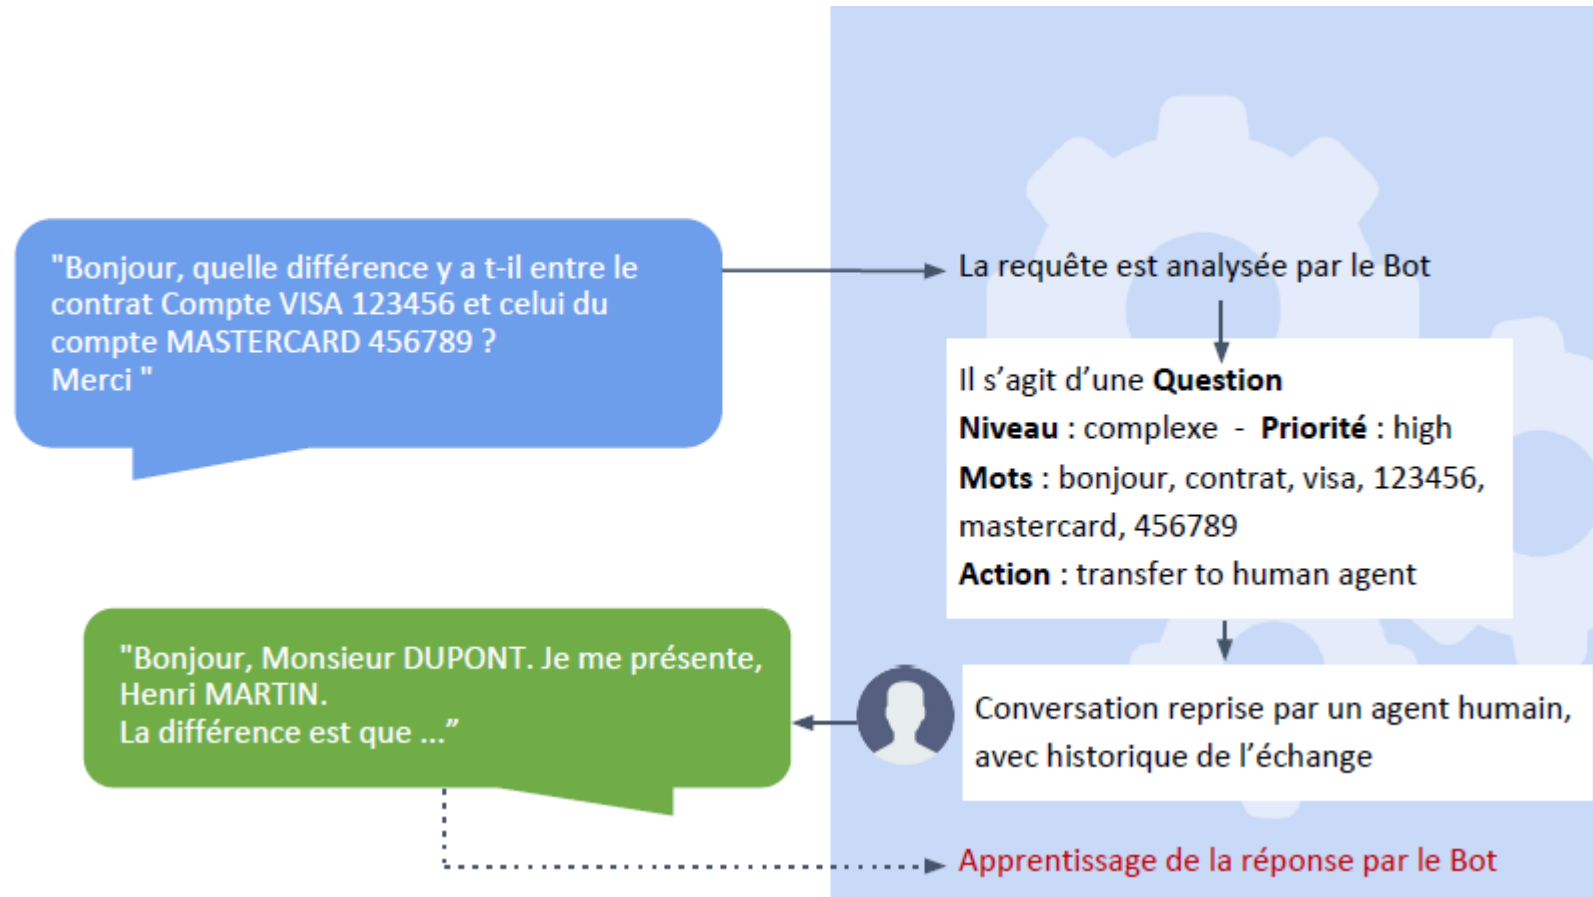 "Bonjour, quelle différence y a t-il entre le
contrat Compte VISA 123456 et celui du
compte MASTERCARD 456789 ?
Merci "
La requête est analysée par le Bot
Il s’agit d’une Question
Niveau : complexe - Priorité : high
Mots : bonjour, contrat, visa, 123456,
mastercard, 456789
Action : transfer to human agent
Conversation reprise par un agent humain,
avec historique de l’échange
"Bonjour, Monsieur DUPONT. Je me présente,
Henri MARTIN.
La différence est que ...”
Apprentissage de la réponse par le Bot